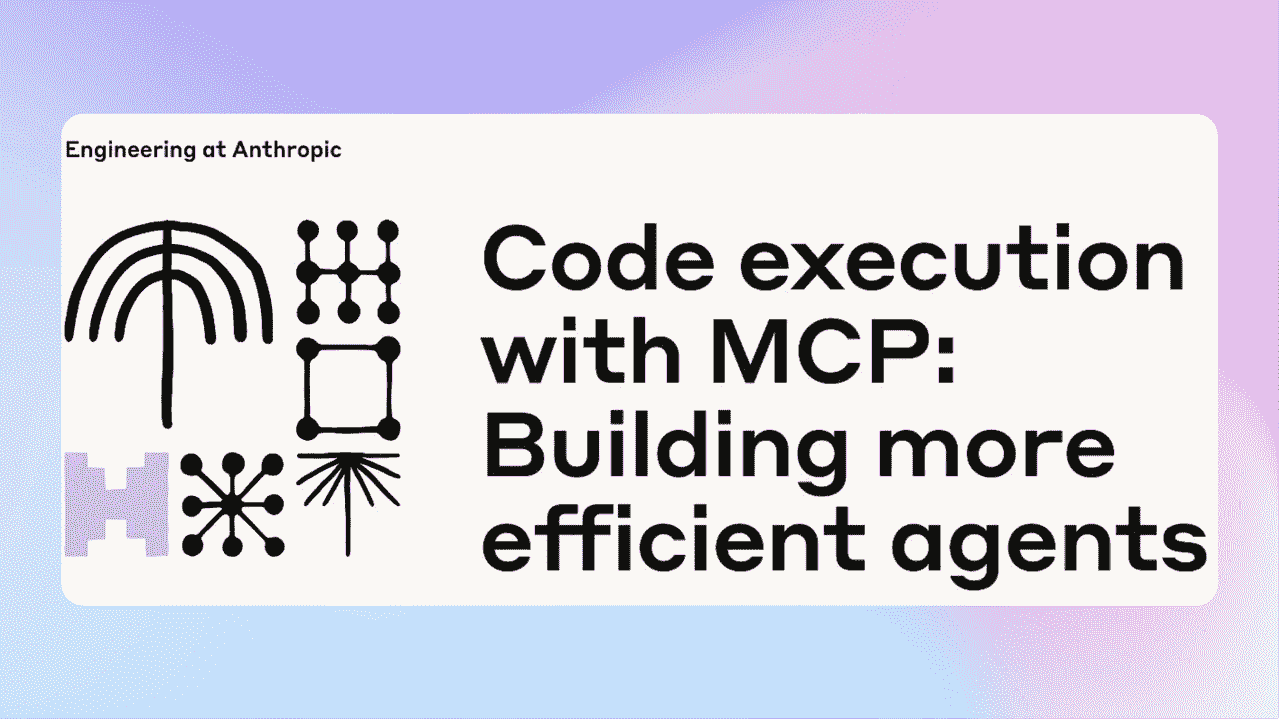 Engineering at Anthropic
Code execution
with MCP:
Building more
efficient agents